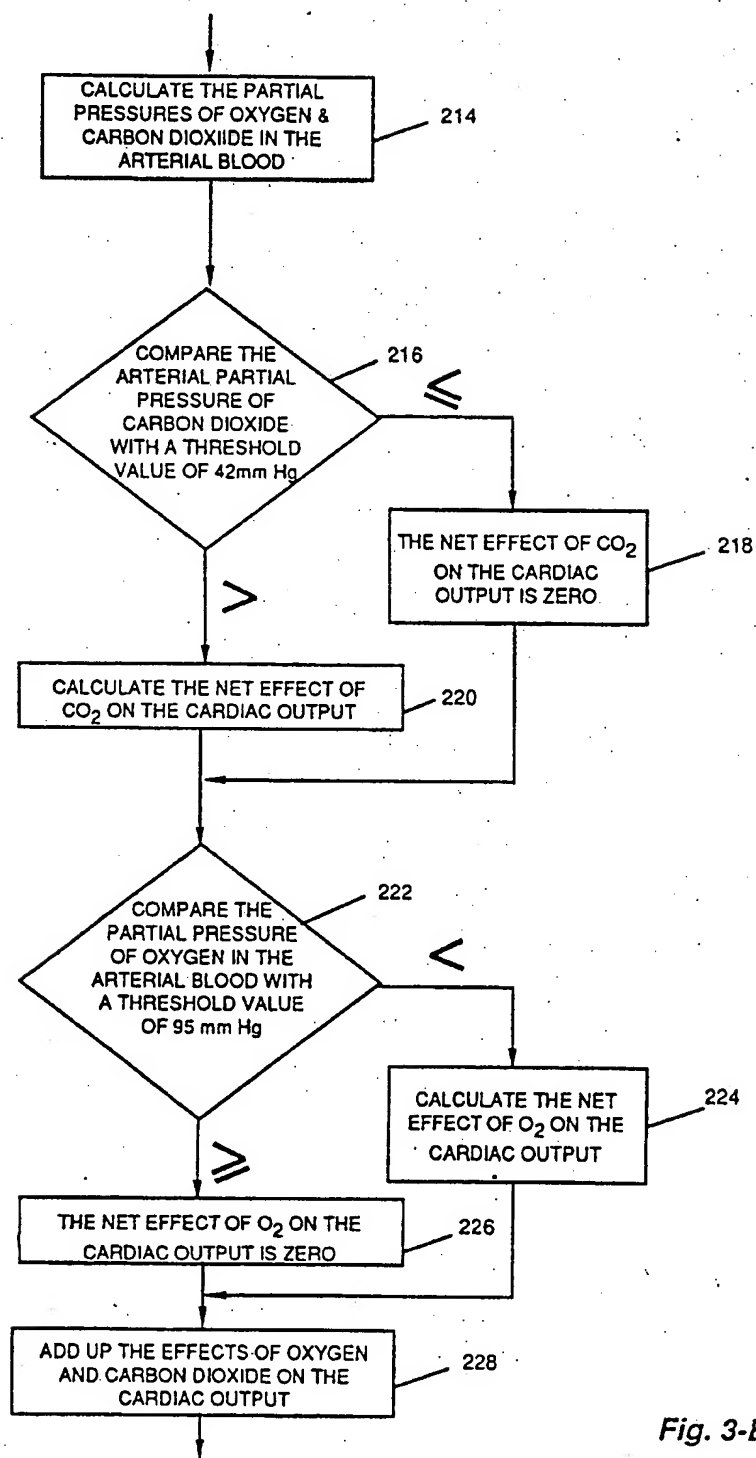 CALCULATE THE PARTIAL
PRESSURES OF OXYGEN &
CARBON DIOXIIDE IN THE
ARTERIAL BLOOD
214
COMPARE THE
ARTERIAL PARTIAL
PRESSURE OF
CARBON DIOXIDE
WITH A THRESHOLD
VALUE OF 42mm Hg
216
≤
THE NET EFFECT OF CO2
ON THE CARDIAC
OUTPUT IS ZERO
218
>
CALCULATE THE NET EFFECT OF
CO2 ON THE CARDIAC OUTPUT
220
COMPARE THE
PARTIAL PRESSURE
OF OXYGEN IN THE
ARTERIAL BLOOD WITH
A THRESHOLD VALUE
OF 95 mm Hg
222
<
CALCULATE THE NET
EFFECT OF O2 ON THE
CARDIAC OUTPUT
224
≥
THE NET EFFECT OF O2 ON THE
CARDIAC OUTPUT IS ZERO
226
ADD UP THE EFFECTS OF OXYGEN
AND CARBON DIOXIDE ON THE
CARDIAC OUTPUT
228
Fig. 3-B